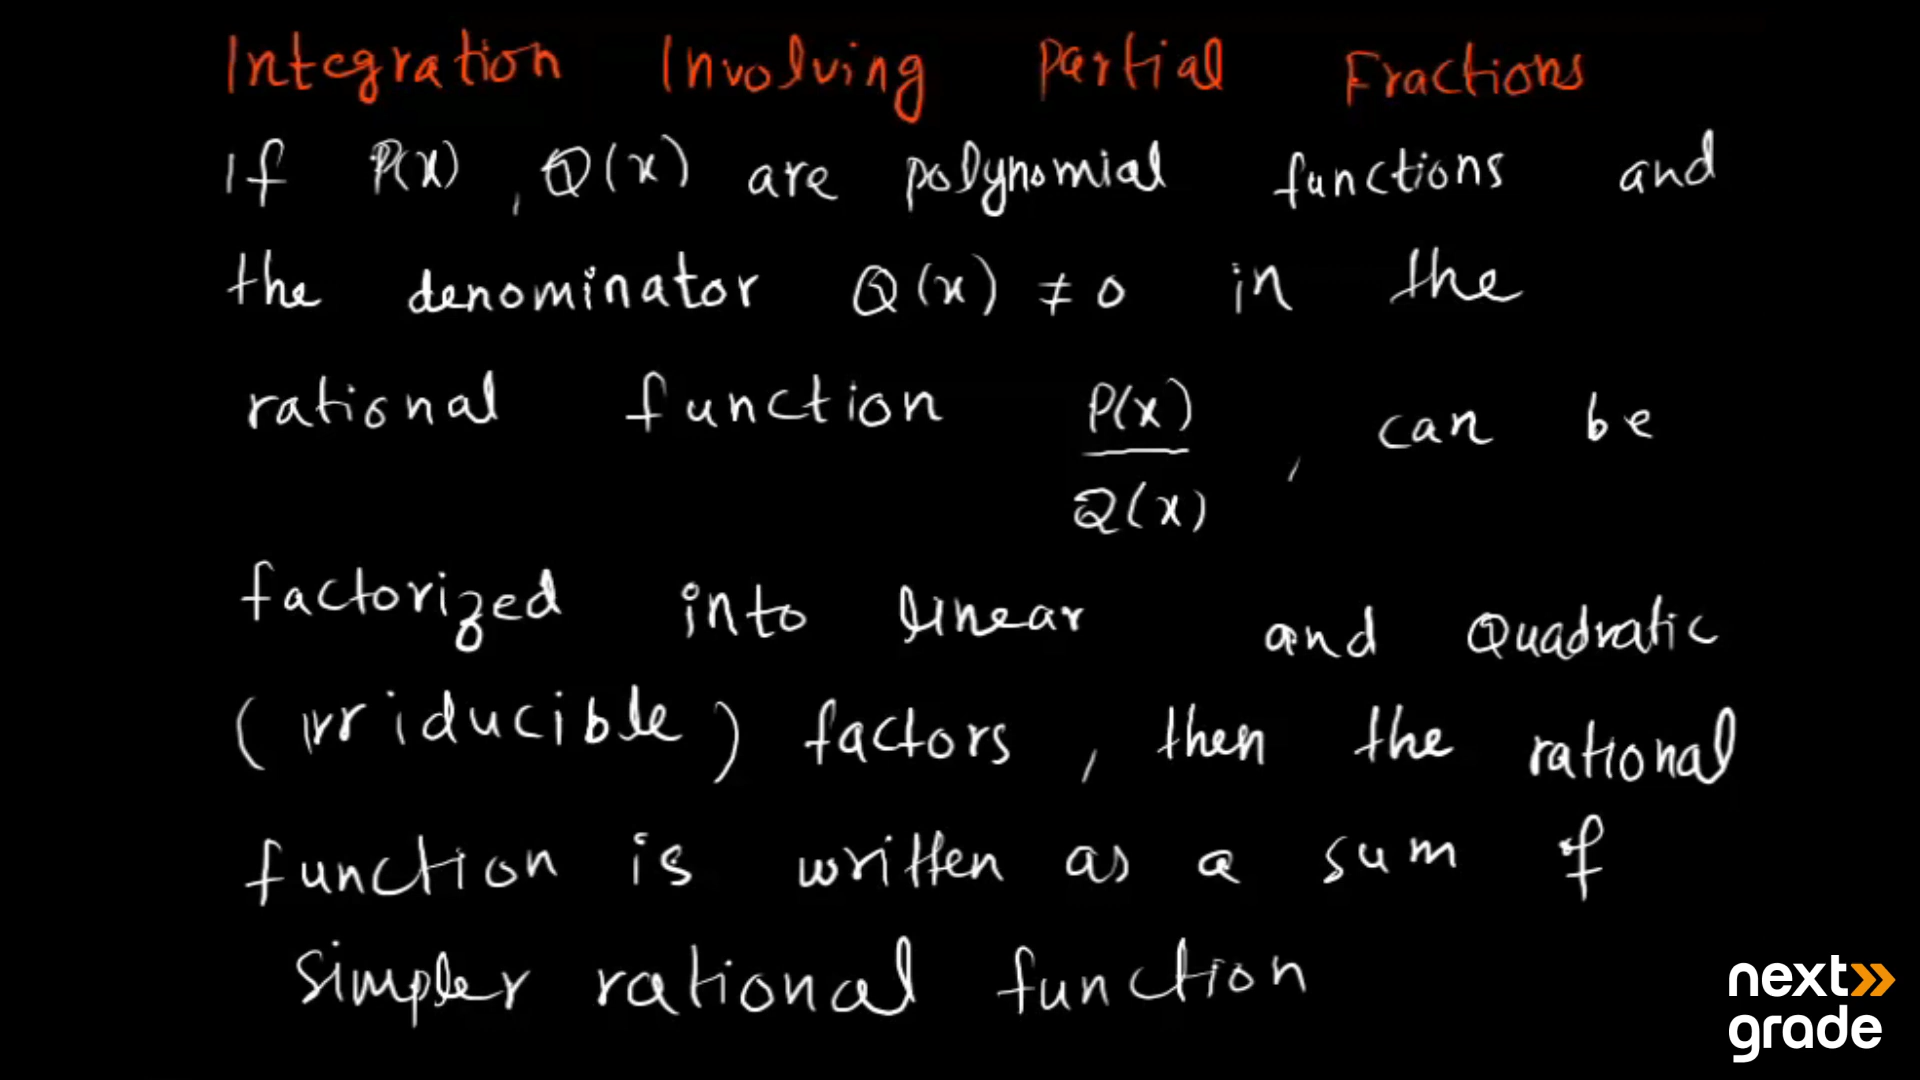 Integration Involving Partial Fractions
If P(x), Q(x) are polynomial functions and
the denominator Q(x) ≠ 0 in the
rational function P(x)/Q(x), can be
factorized into linear and Quadratic
(irriducible) factors, then the rational
function is written as a sum of
simpler rational function
next
grade